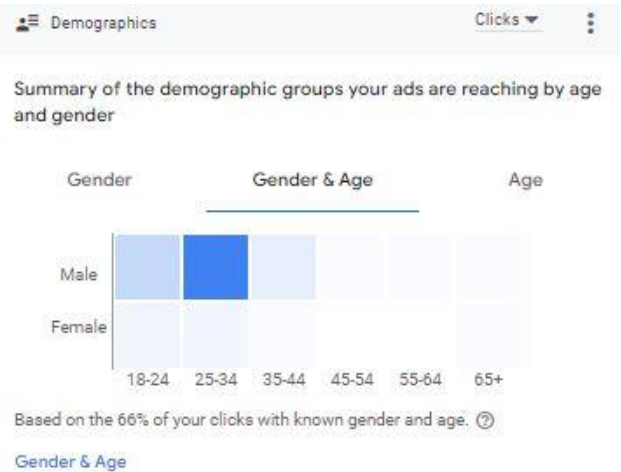 Demographics Clicks
Summary of the demographic groups your ads are reaching by age
and gender
Gender Gender & Age Age
Male
Female
18-24 25-34 35-44 45-54 55-64 65+
Based on the 66% of your clicks with known gender and age.
Gender & Age